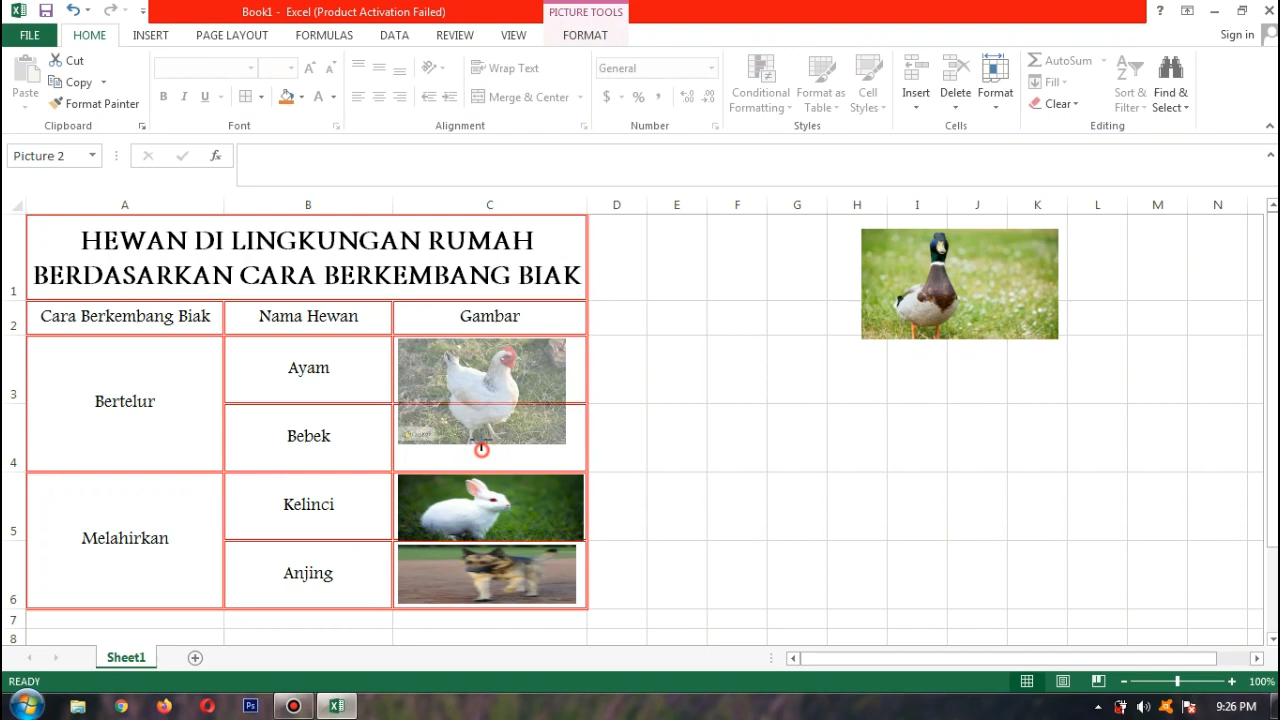 Book1 - Excel (Product Activation Failed)
PICTURE TOOLS
?
FILE
HOME
INSERT
PAGE LAYOUT
FORMULAS
DATA
REVIEW
VIEW
FORMAT
Sign in
Paste
Cut
Copy
Format Painter
Clipboard
B I U
A
Font
Wrap Text
Merge & Center
Alignment
General
$ % ,
Number
Conditional
Formatting
Format as
Table
Cell
Styles
Styles
Insert
Delete
Format
Cells
AutoSum
Fill
Clear
Sort &
Filter
Find &
Select
Editing
Picture 2
fx
A B C D E F G H I J K L M N
1
HEWAN DI LINGKUNGAN RUMAH
BERDASARKAN CARA BERKEMBANG BIAK
2
Cara Berkembang Biak
Nama Hewan
Gambar
3
Bertelur
Ayam
4
Bebek
5
Melahirkan
Kelinci
6
Anjing
7
8
Sheet1
READY
100%
Ps
9:26 PM